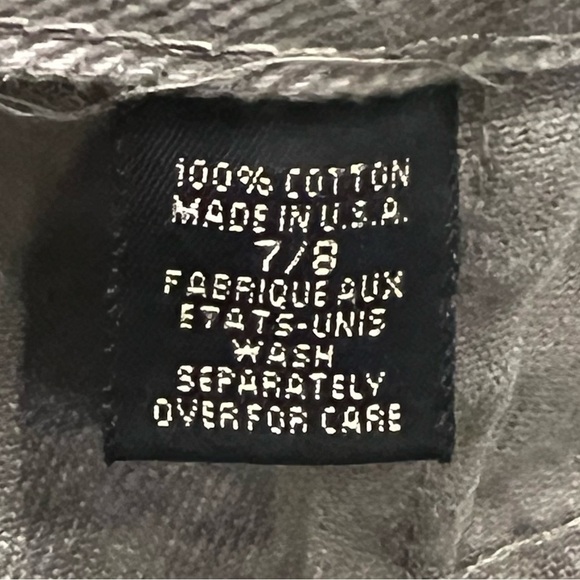 100% COTTON
MADE IN U.S.A.
7/8
FABRIQUE AUX
ETATS-UNIS
WASH
SEPARATELY
OVER FOR CARE